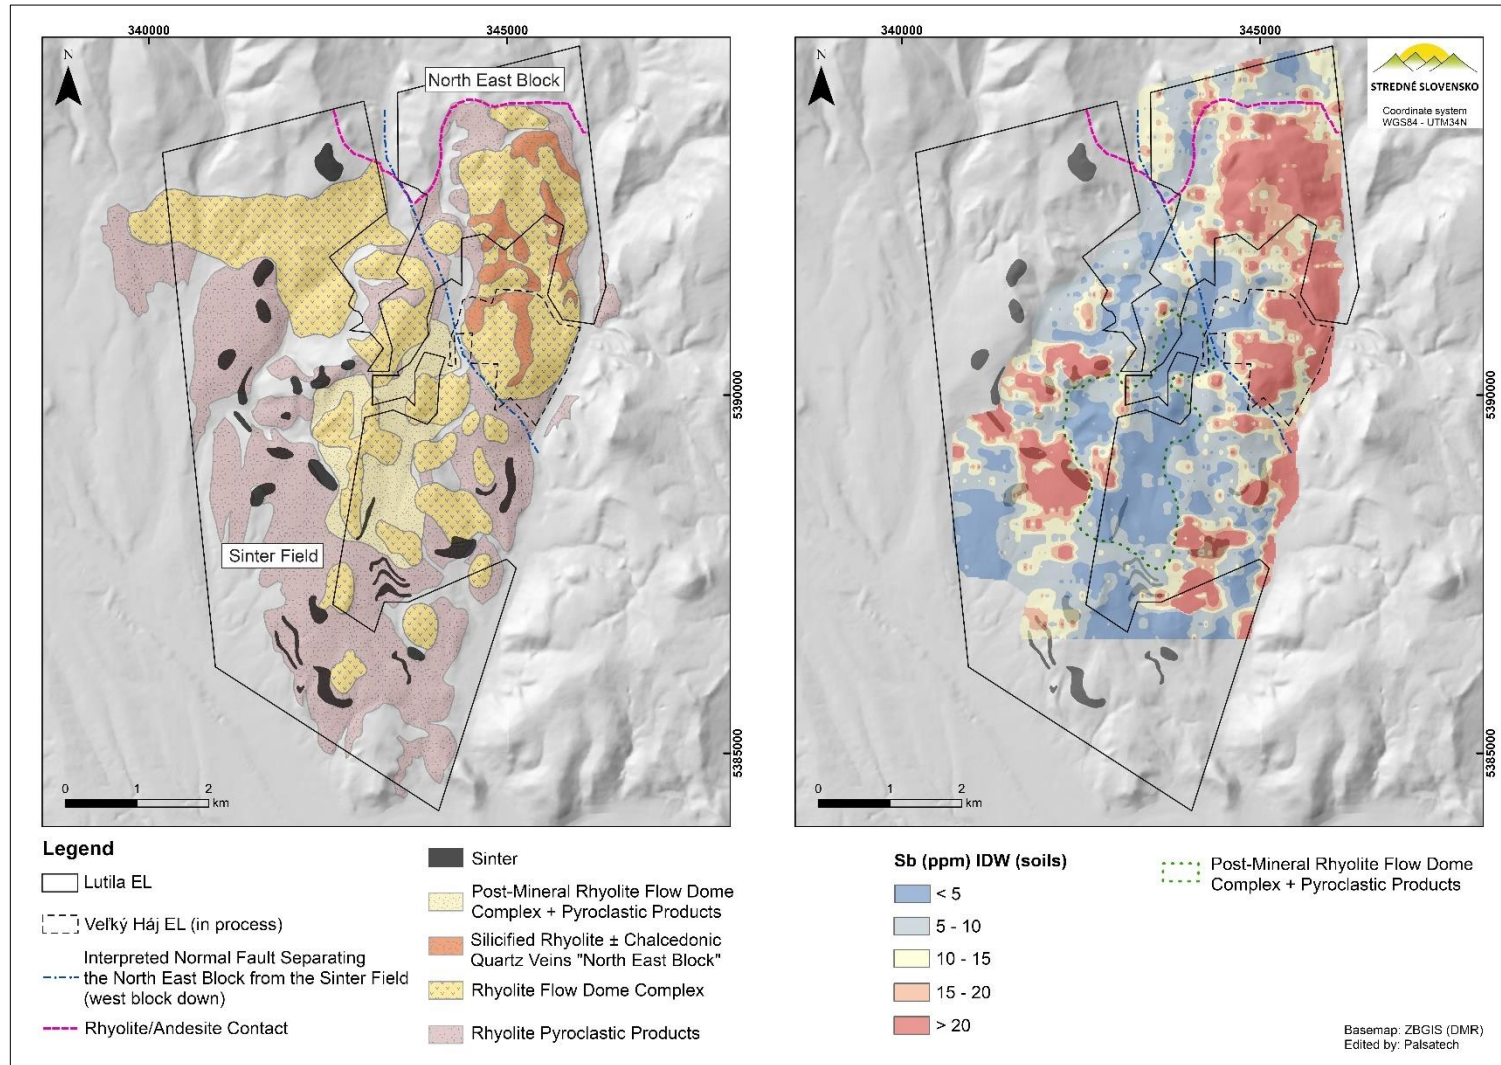 340000
345000
N
North East Block
Sinter Field
5390000
5385000
0 1 2
km
340000
345000
N
STREDNÉ SLOVENSKO
Coordinate system
WGS84 - UTM34N
5390000
5385000
0 1 2
km
Legend
Lutila EL
Veľký Háj EL (in process)
Interpreted Normal Fault Separating
the North East Block from the Sinter Field
(west block down)
Rhyolite/Andesite Contact
Sinter
Post-Mineral Rhyolite Flow Dome
Complex + Pyroclastic Products
Silicified Rhyolite ± Chalcedonic
Quartz Veins "North East Block"
Rhyolite Flow Dome Complex
Rhyolite Pyroclastic Products
Sb (ppm) IDW (soils)
< 5
5 - 10
10 - 15
15 - 20
> 20
Post-Mineral Rhyolite Flow Dome
Complex + Pyroclastic Products
Basemap: ZBGIS (DMR)
Edited by: Palsatech